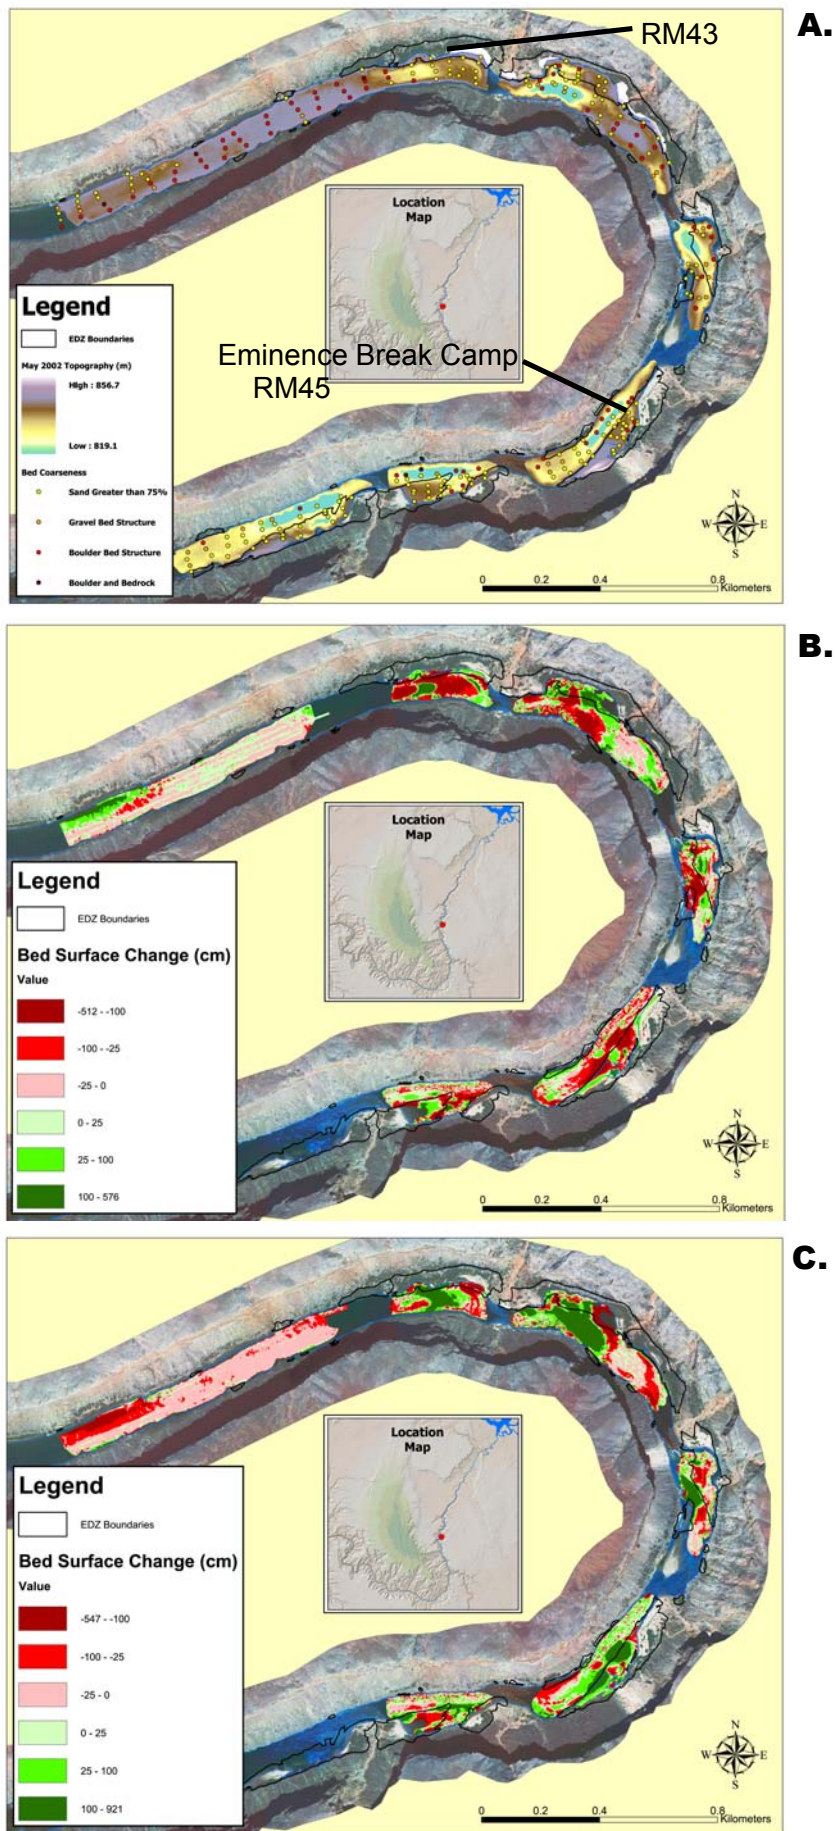 A.
RM43
Location
Map
Eminence Break Camp
RM45
Legend
EDZ Boundaries
May 2002 Topography (m)
High : 856.7
Low : 819.1
Bed Coarseness
Sand Greater than 75%
Gravel Bed Structure
Boulder Bed Structure
Boulder and Bedrock
N
W E
S
0 0.2 0.4 0.8
Kilometers
B.
Location
Map
Legend
EDZ Boundaries
Bed Surface Change (cm)
Value
-512 - -100
-100 - -25
-25 - 0
0 - 25
25 - 100
100 - 576
N
W E
S
0 0.2 0.4 0.8
Kilometers
C.
Location
Map
Legend
EDZ Boundaries
Bed Surface Change (cm)
Value
-547 - -100
-100 - -25
-25 - 0
0 - 25
25 - 100
100 - 921
N
W E
S
0 0.2 0.4 0.8
Kilometers